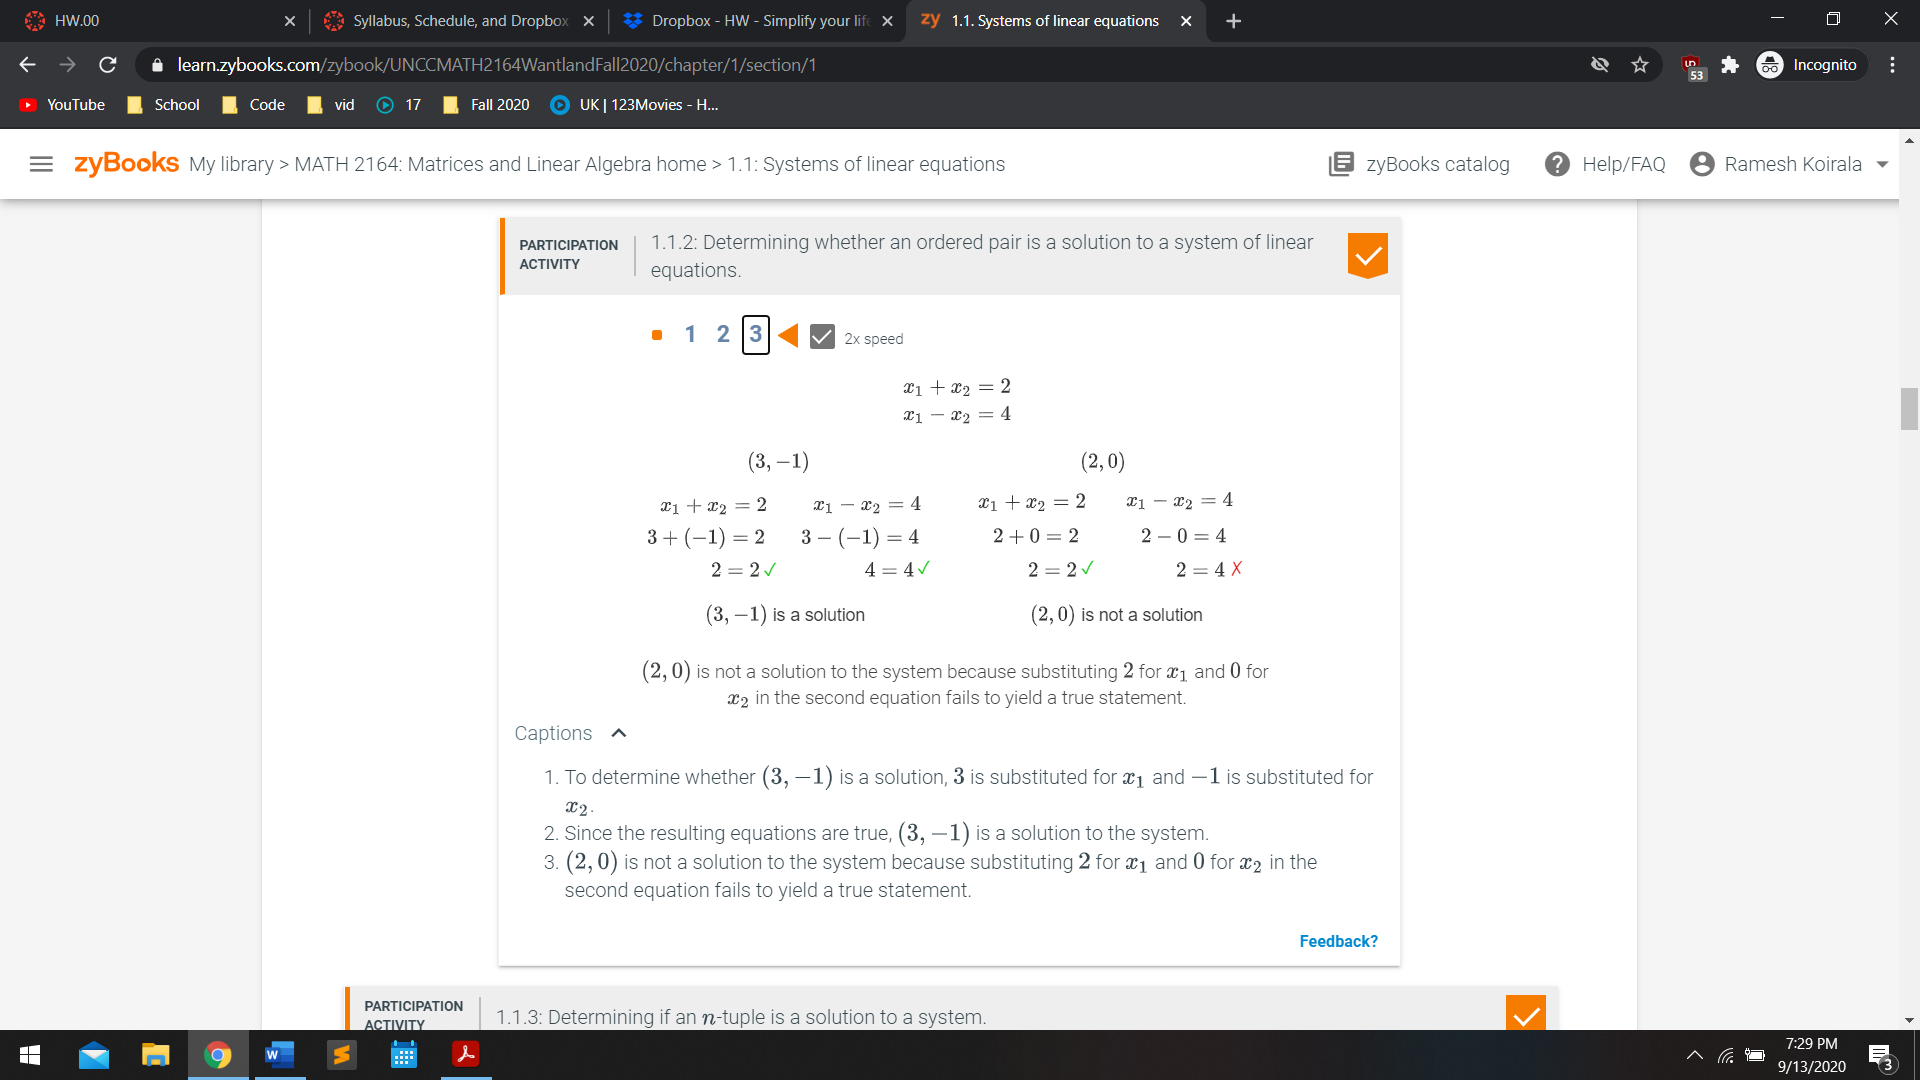 HW.00
Syllabus, Schedule, and Dropbox
Dropbox - HW - Simplify your life
zy 1.1. Systems of linear equations
learn.zybooks.com/zybook/UNCCMATH2164WantlandFall2020/chapter/1/section/1
53
Incognito
YouTube School Code vid 17 Fall 2020 UK | 123Movies - H...
zyBooks My library > MATH 2164: Matrices and Linear Algebra home > 1.1: Systems of linear equations
zyBooks catalog
? Help/FAQ
Ramesh Koirala
PARTICIPATION ACTIVITY
1.1.2: Determining whether an ordered pair is a solution to a system of linear
equations.
1 2 3 2x speed
x₁ + x₂ = 2
x₁ − x₂ = 4
(3, −1) (2, 0)
x₁ + x₂ = 2 x₁ − x₂ = 4 x₁ + x₂ = 2 x₁ − x₂ = 4
3 + (−1) = 2 3 − (−1) = 4 2 + 0 = 2 2 − 0 = 4
2 = 2 ✓ 4 = 4 ✓ 2 = 2 ✓ 2 = 4 ✗
(3, −1) is a solution (2, 0) is not a solution
(2, 0) is not a solution to the system because substituting 2 for x₁ and 0 for
x₂ in the second equation fails to yield a true statement.
Captions
1. To determine whether (3, −1) is a solution, 3 is substituted for x₁ and −1 is substituted for
x₂.
2. Since the resulting equations are true, (3, −1) is a solution to the system.
3. (2, 0) is not a solution to the system because substituting 2 for x₁ and 0 for x₂ in the
second equation fails to yield a true statement.
Feedback?
PARTICIPATION ACTIVITY
1.1.3: Determining if an n-tuple is a solution to a system.
7:29 PM
9/13/2020
3